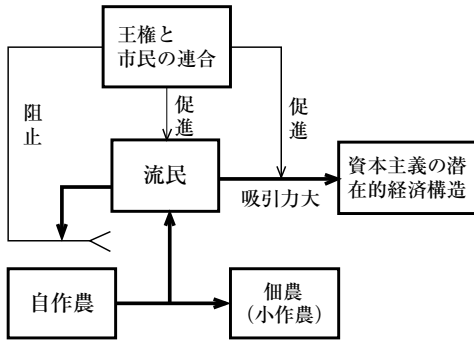 王権と
市民の連合
阻止
促進
促進
流民
吸引力大
資本主義の潜
在的経済構造
自作農
佃農
（小作農）